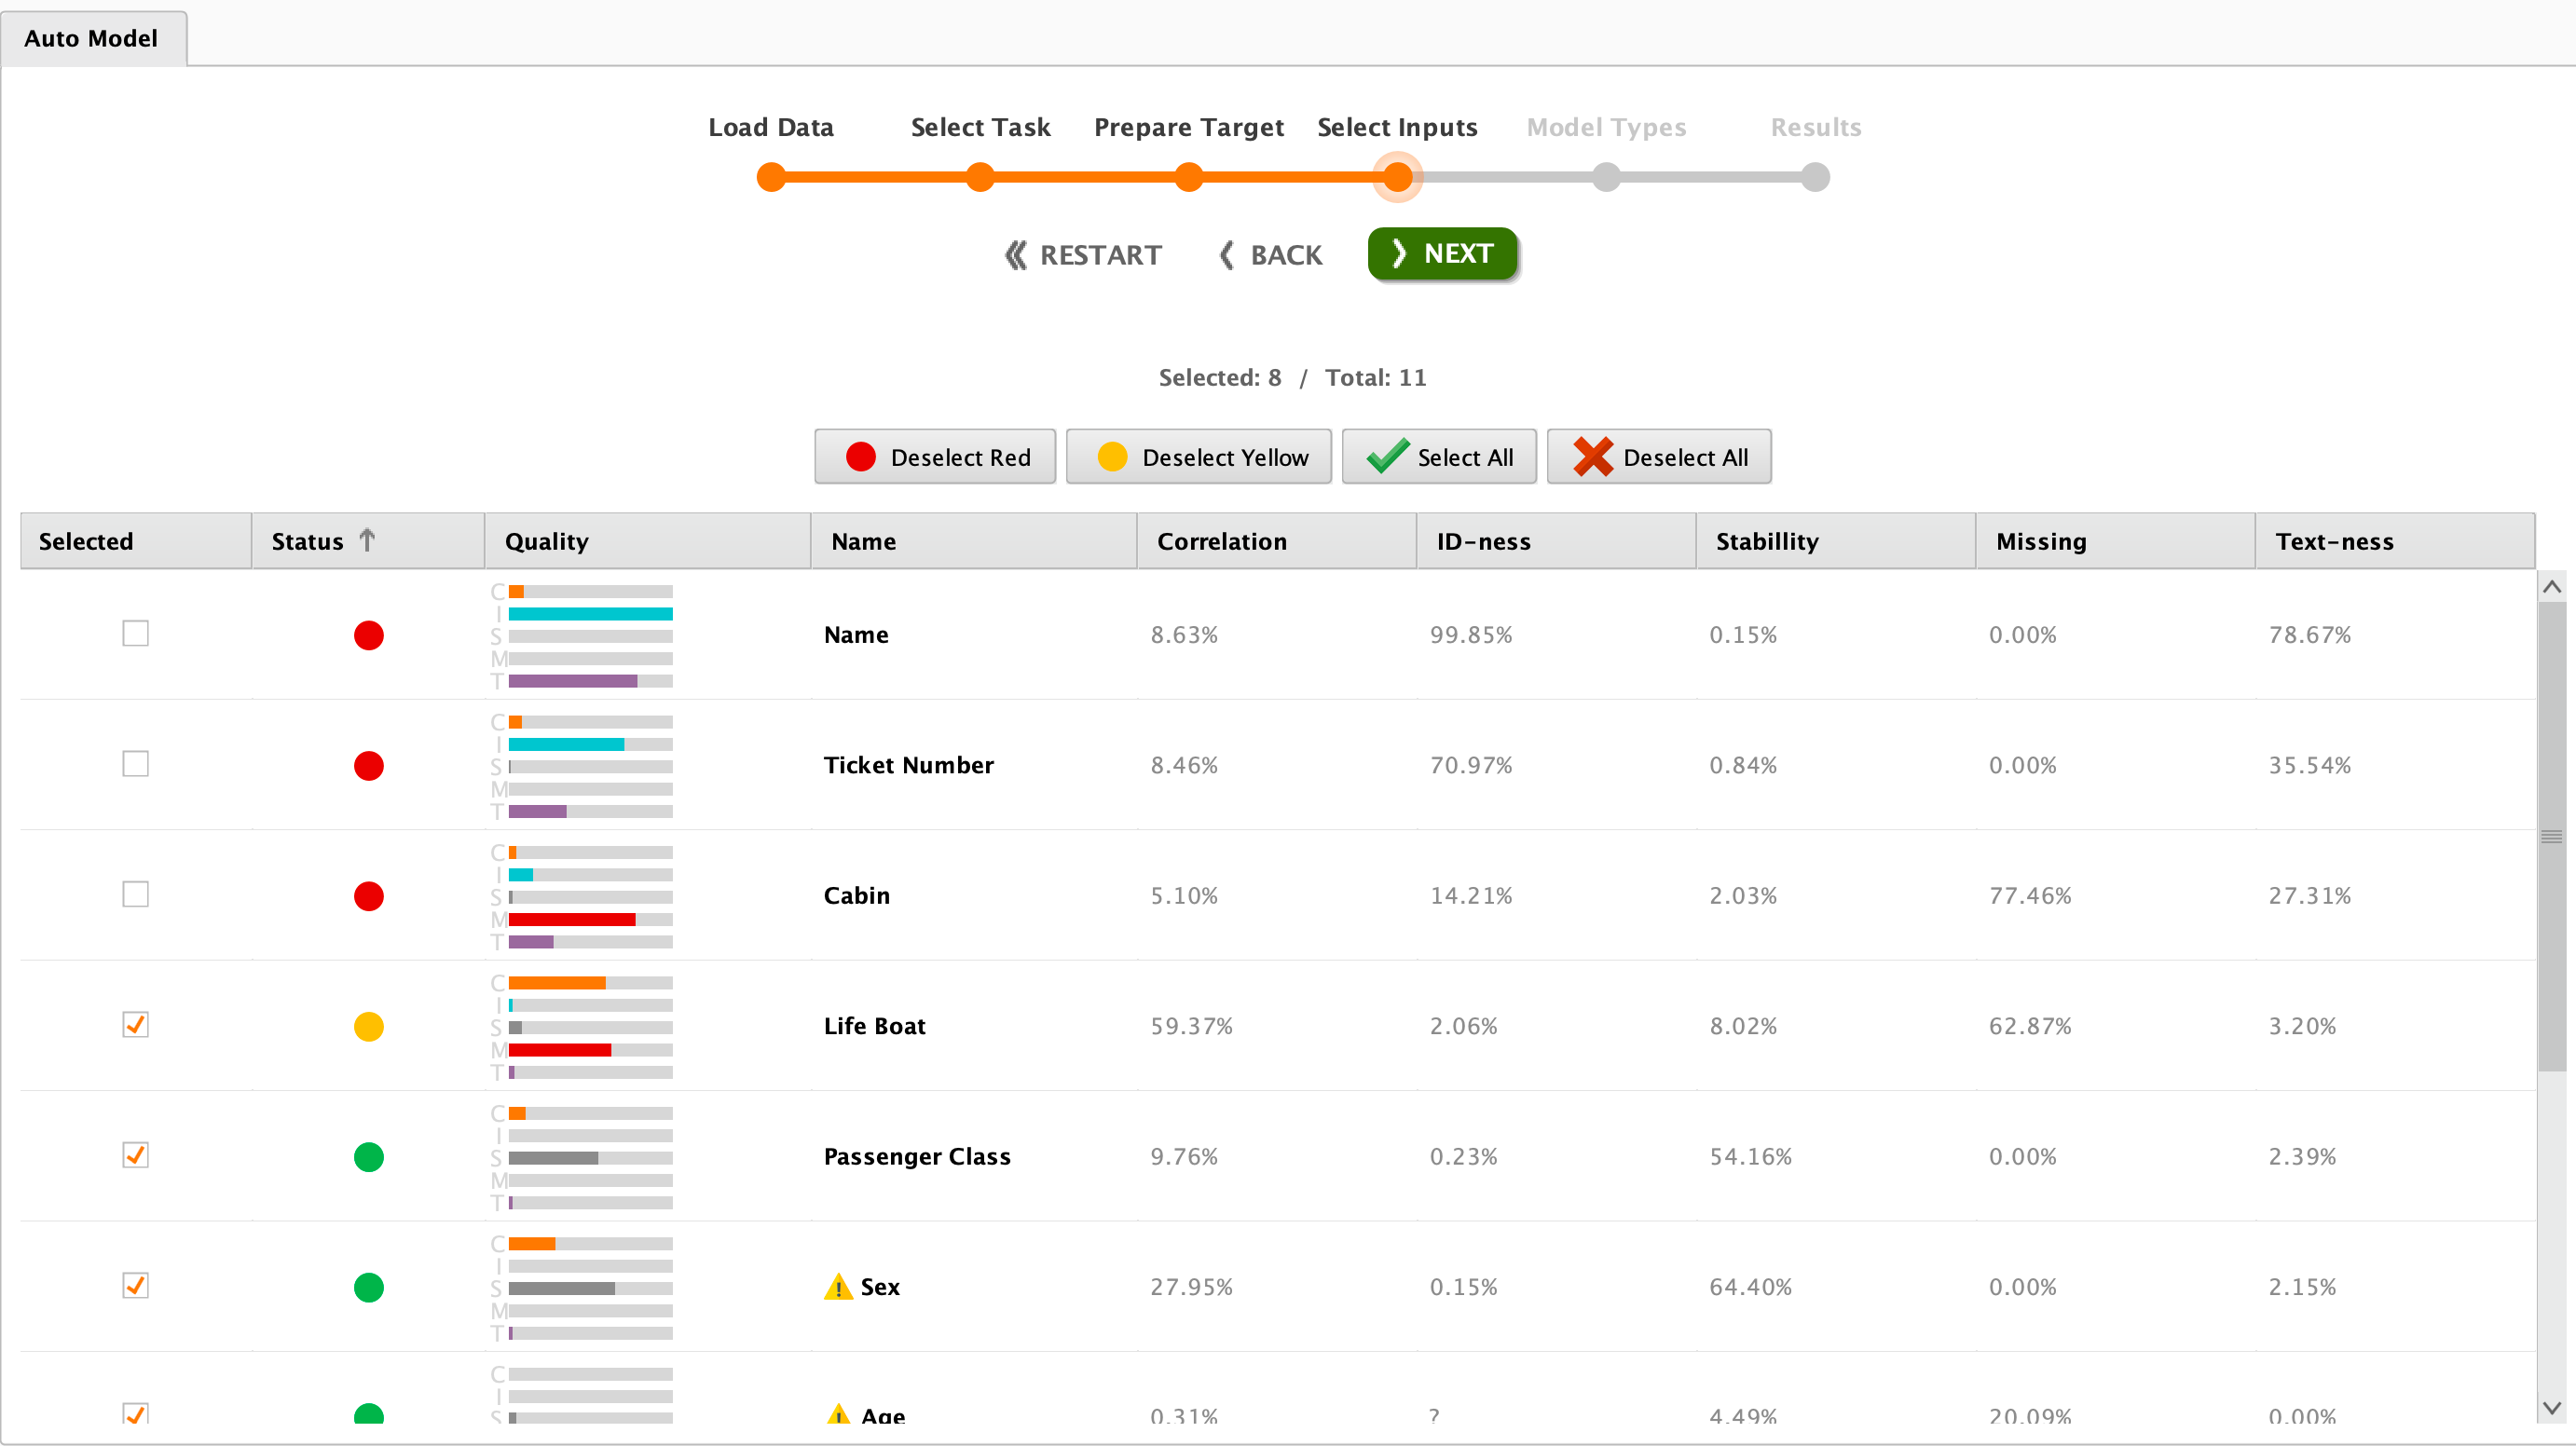 Auto Model
Load Data Select Task Prepare Target Select Inputs Model Types Results
RESTART BACK NEXT
Selected: 8 / Total: 11
Deselect Red Deselect Yellow Select All Deselect All
Selected Status Quality Name Correlation ID-ness Stabillity Missing Text-ness
C
I
S
M
T
Name 8.63% 99.85% 0.15% 0.00% 78.67%
C
I
S
M
T
Ticket Number 8.46% 70.97% 0.84% 0.00% 35.54%
C
I
S
M
T
Cabin 5.10% 14.21% 2.03% 77.46% 27.31%
C
I
S
M
T
Life Boat 59.37% 2.06% 8.02% 62.87% 3.20%
C
I
S
M
T
Passenger Class 9.76% 0.23% 54.16% 0.00% 2.39%
C
I
S
M
T
Sex 27.95% 0.15% 64.40% 0.00% 2.15%
C
I
S
Age 0.31% ? 4.49% 20.09% 0.00%